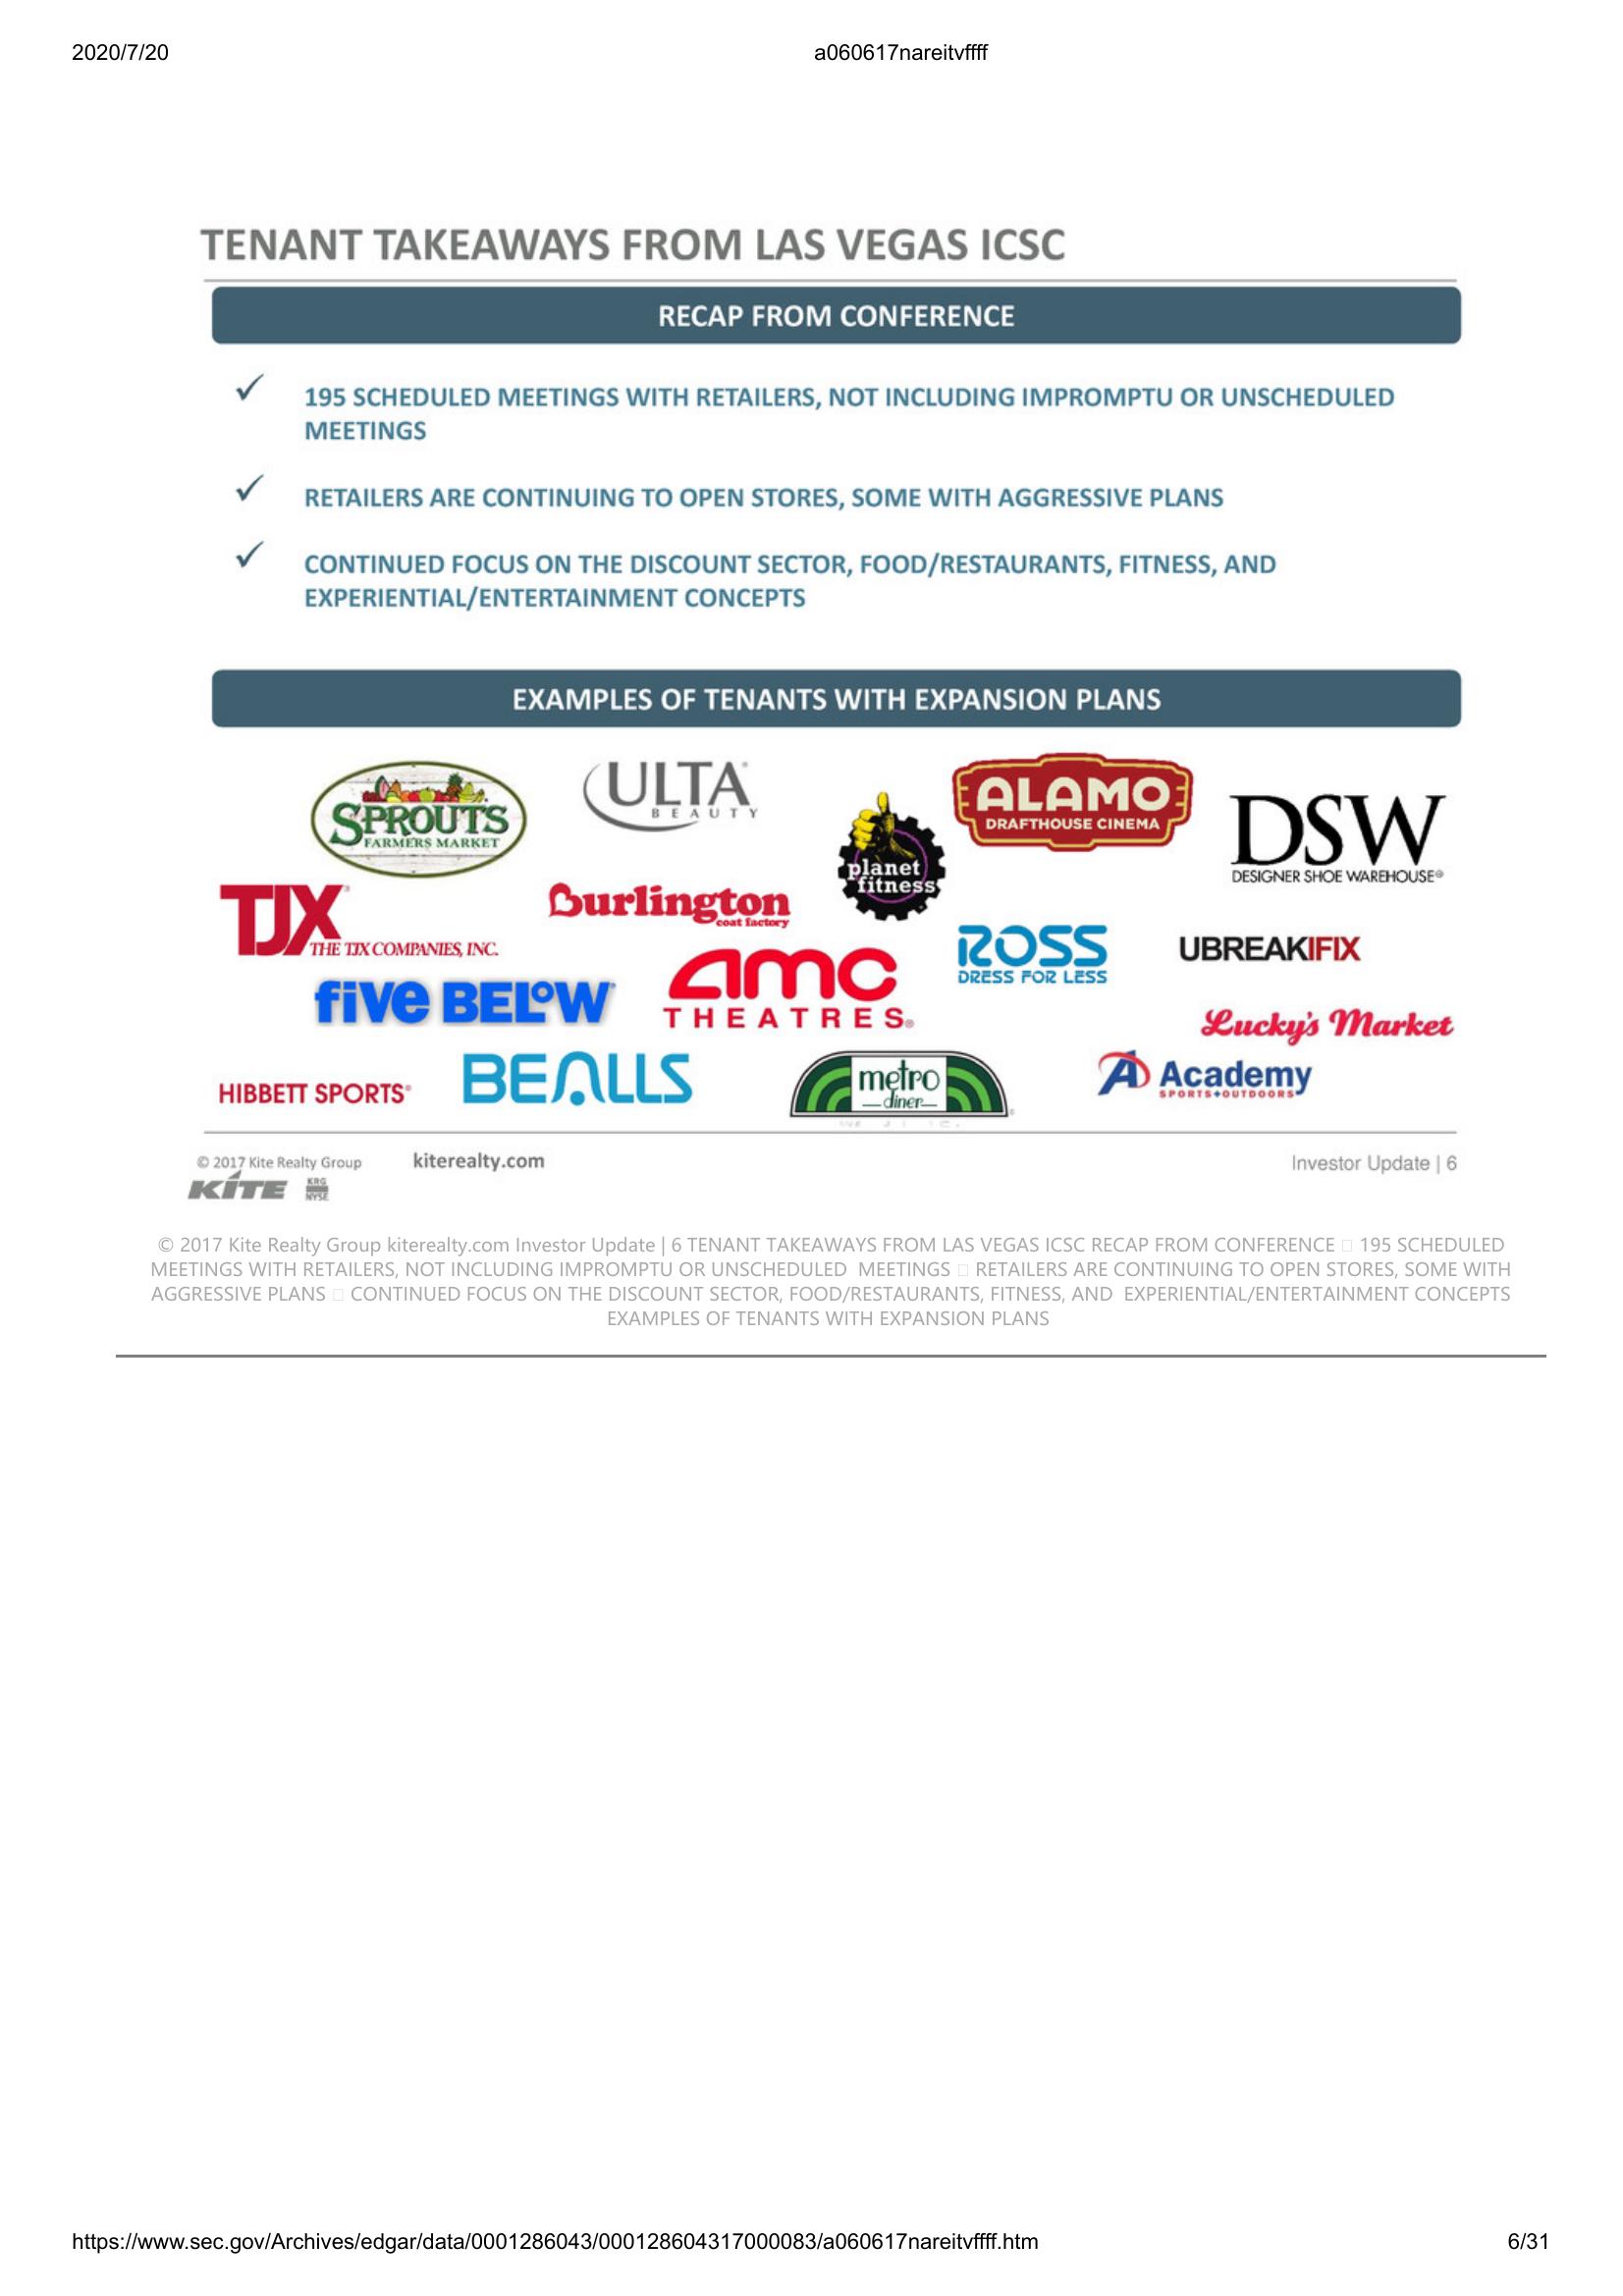 2020/7/20
a060617nareitvffff
TENANT TAKEAWAYS FROM LAS VEGAS ICSC
RECAP FROM CONFERENCE
✓ 195 SCHEDULED MEETINGS WITH RETAILERS, NOT INCLUDING IMPROMPTU OR UNSCHEDULED
MEETINGS
✓ RETAILERS ARE CONTINUING TO OPEN STORES, SOME WITH AGGRESSIVE PLANS
✓ CONTINUED FOCUS ON THE DISCOUNT SECTOR, FOOD/RESTAURANTS, FITNESS, AND
EXPERIENTIAL/ENTERTAINMENT CONCEPTS
EXAMPLES OF TENANTS WITH EXPANSION PLANS
SPROUTS
FARMERS MARKET
ULTA
BEAUTY
planet
fitness
ALAMO
DRAFTHOUSE CINEMA
DSW
DESIGNER SHOE WAREHOUSE®
TJX®
THE TJX COMPANIES, INC.
Burlington
coat factory
ROSS
DRESS FOR LESS
UBREAKIFIX
five BELOW
amc
THEATRES®
Lucky's Market
HIBBETT SPORTS®
BEALLS
metro
diner
Academy
SPORTS+OUTDOORS
© 2017 Kite Realty Group
kiterealty.com
Investor Update | 6
KITE
KRG
NYSE
© 2017 Kite Realty Group kiterealty.com Investor Update | 6 TENANT TAKEAWAYS FROM LAS VEGAS ICSC RECAP FROM CONFERENCE  195 SCHEDULED
MEETINGS WITH RETAILERS, NOT INCLUDING IMPROMPTU OR UNSCHEDULED MEETINGS  RETAILERS ARE CONTINUING TO OPEN STORES, SOME WITH
AGGRESSIVE PLANS  CONTINUED FOCUS ON THE DISCOUNT SECTOR, FOOD/RESTAURANTS, FITNESS, AND EXPERIENTIAL/ENTERTAINMENT CONCEPTS
EXAMPLES OF TENANTS WITH EXPANSION PLANS
https://www.sec.gov/Archives/edgar/data/0001286043/000128604317000083/a060617nareitvffff.htm
6/31